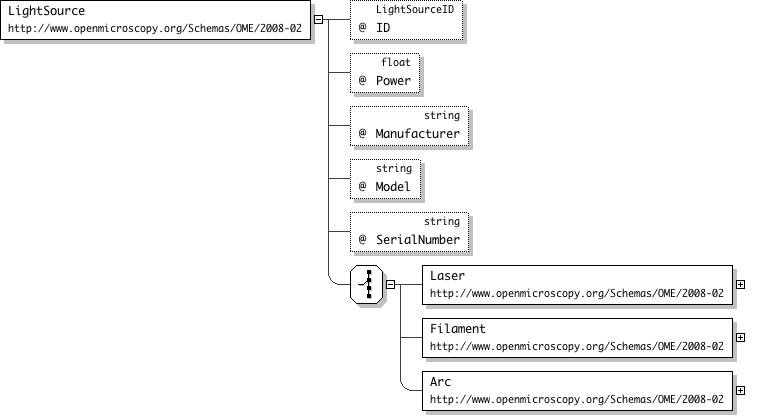 LightSource
http://www.openmicroscopy.org/Schemas/OME/2008-02
LightSourceID
@ ID
float
@ Power
string
@ Manufacturer
string
@ Model
string
@ SerialNumber
Laser
http://www.openmicroscopy.org/Schemas/OME/2008-02
Filament
http://www.openmicroscopy.org/Schemas/OME/2008-02
Arc
http://www.openmicroscopy.org/Schemas/OME/2008-02